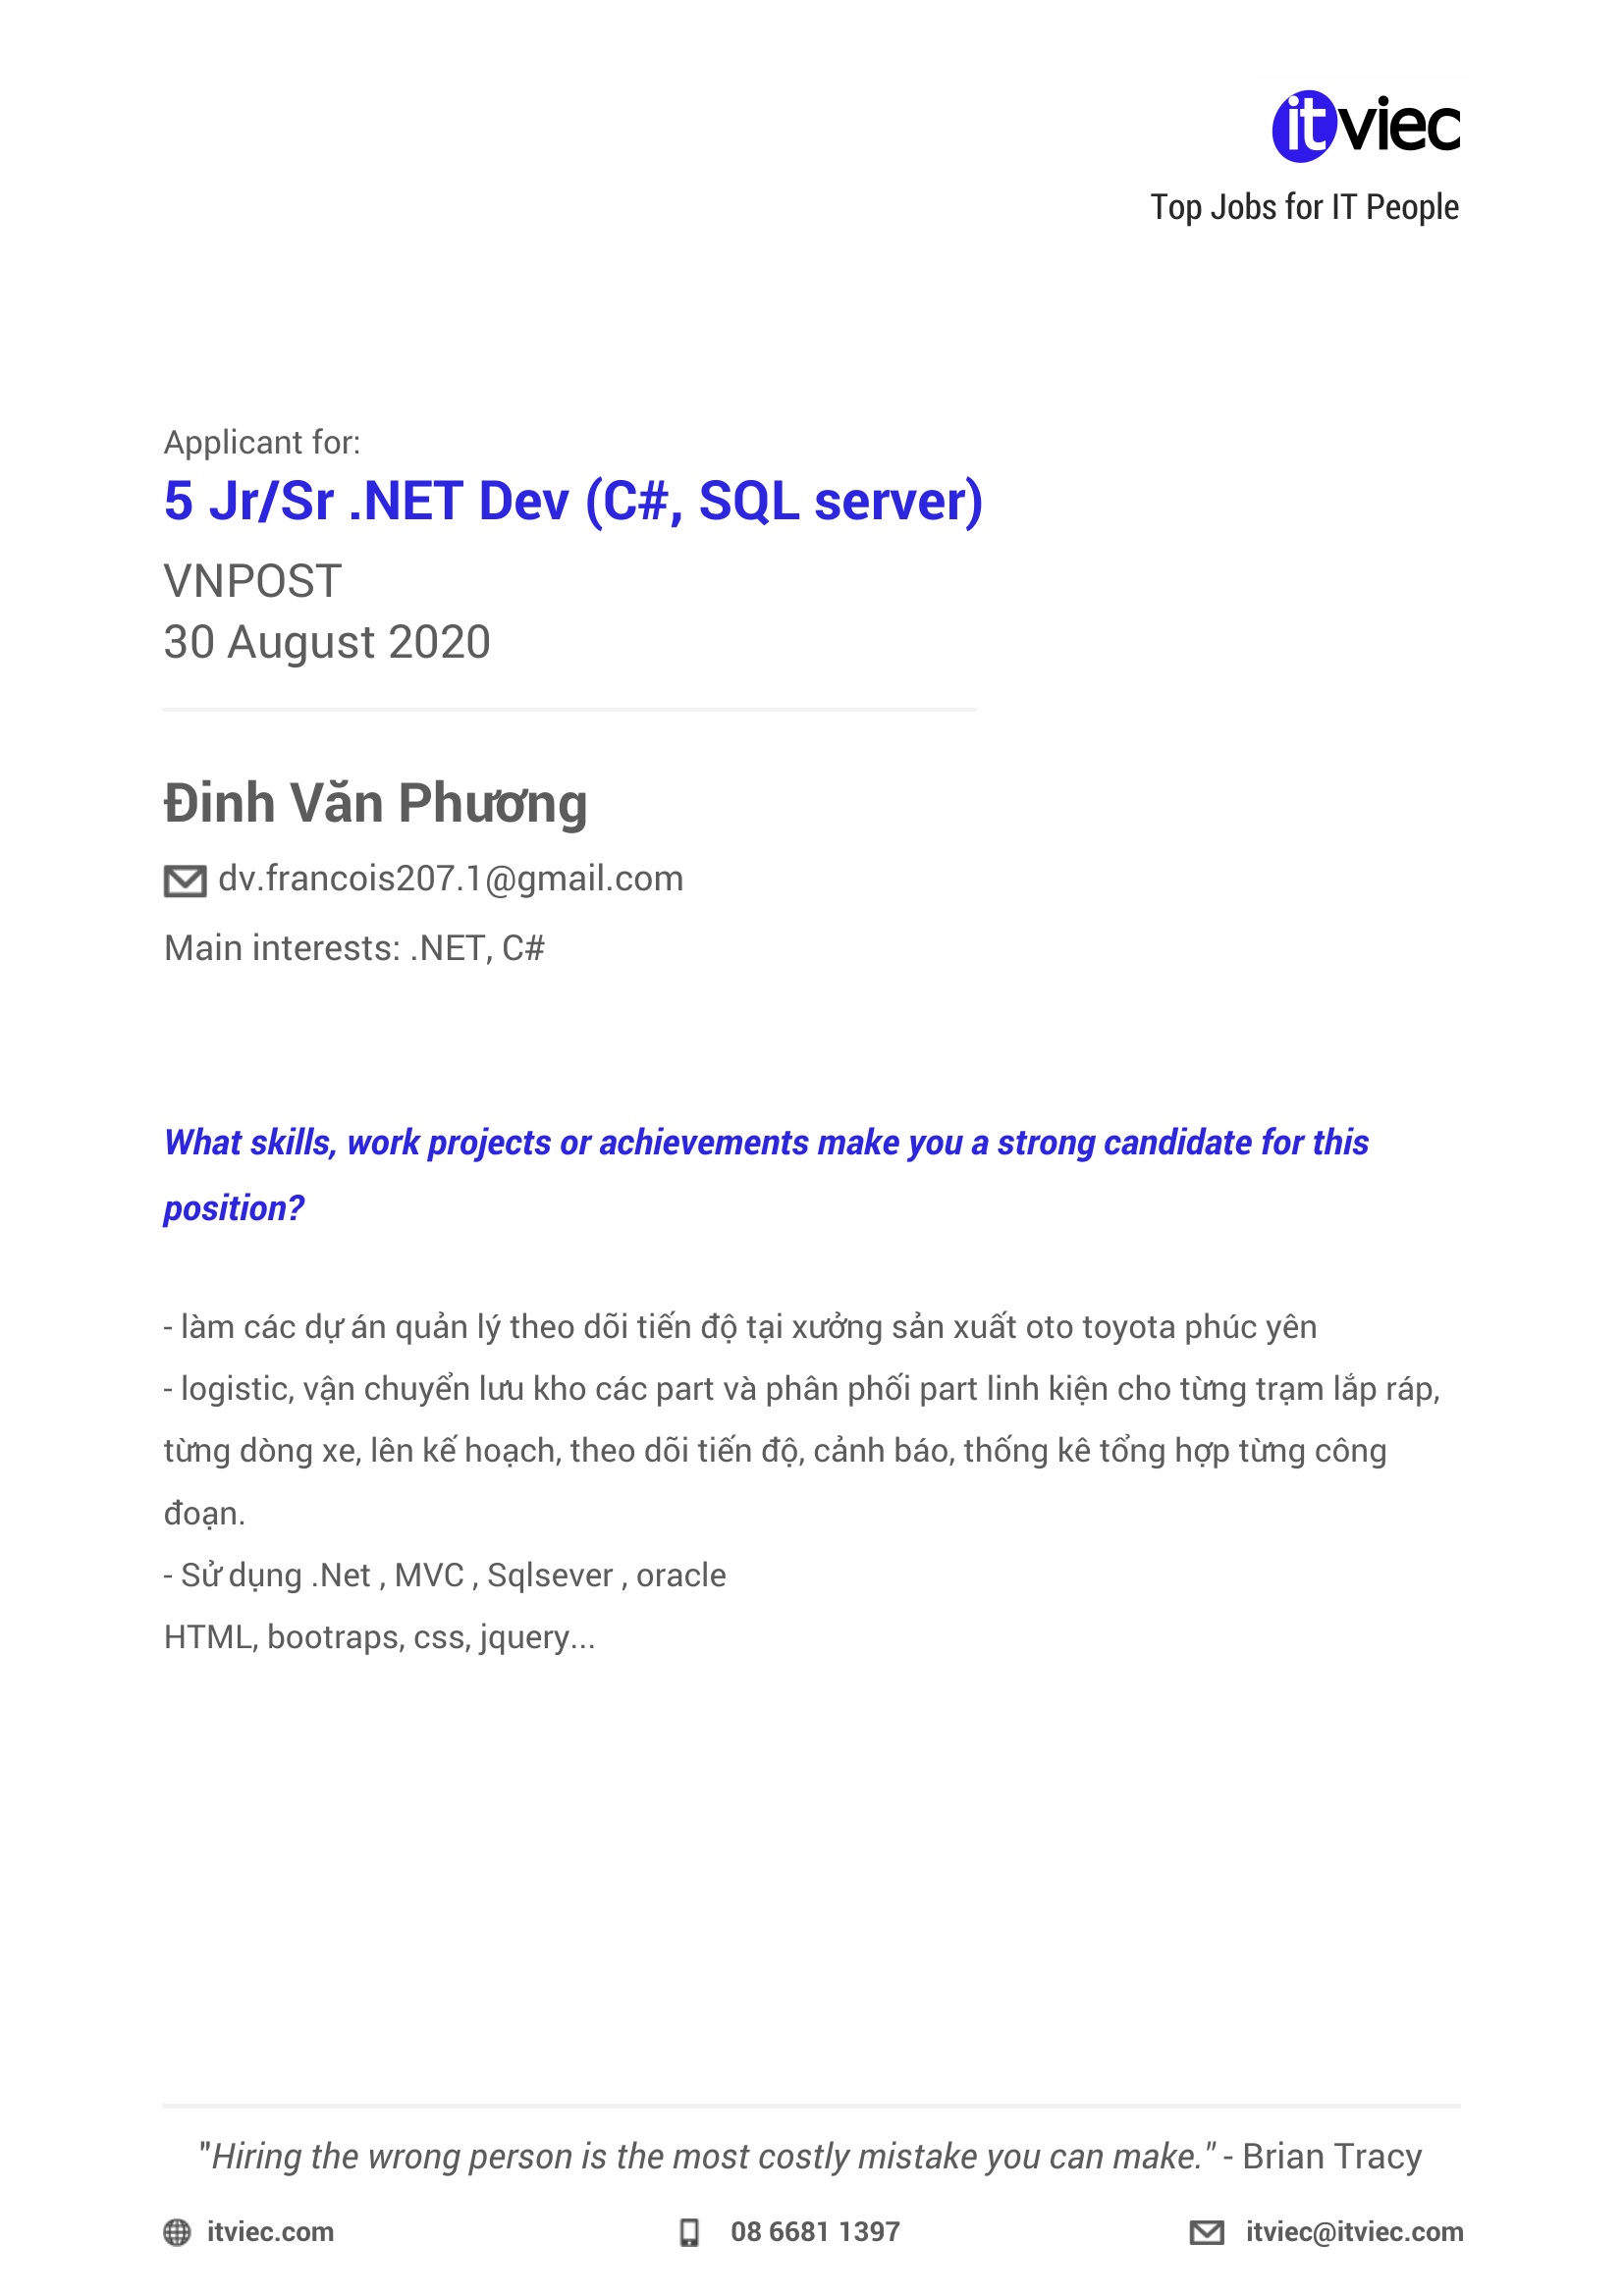 itviec
Top Jobs for IT People
Applicant for:
5 Jr/Sr .NET Dev (C#, SQL server)
VNPOST
30 August 2020
Đinh Văn Phương
dv.francois207.1@gmail.com
Main interests: .NET, C#
What skills, work projects or achievements make you a strong candidate for this
position?
- làm các dự án quản lý theo dõi tiến độ tại xưởng sản xuất oto toyota phúc yên
- logistic, vận chuyển lưu kho các part và phân phối part linh kiện cho từng trạm lắp ráp,
từng dòng xe, lên kế hoạch, theo dõi tiến độ, cảnh báo, thống kê tổng hợp từng công
đoạn.
- Sử dụng .Net , MVC , Sqlsever , oracle
HTML, bootraps, css, jquery...
"Hiring the wrong person is the most costly mistake you can make." - Brian Tracy
itviec.com 08 6681 1397 itviec@itviec.com